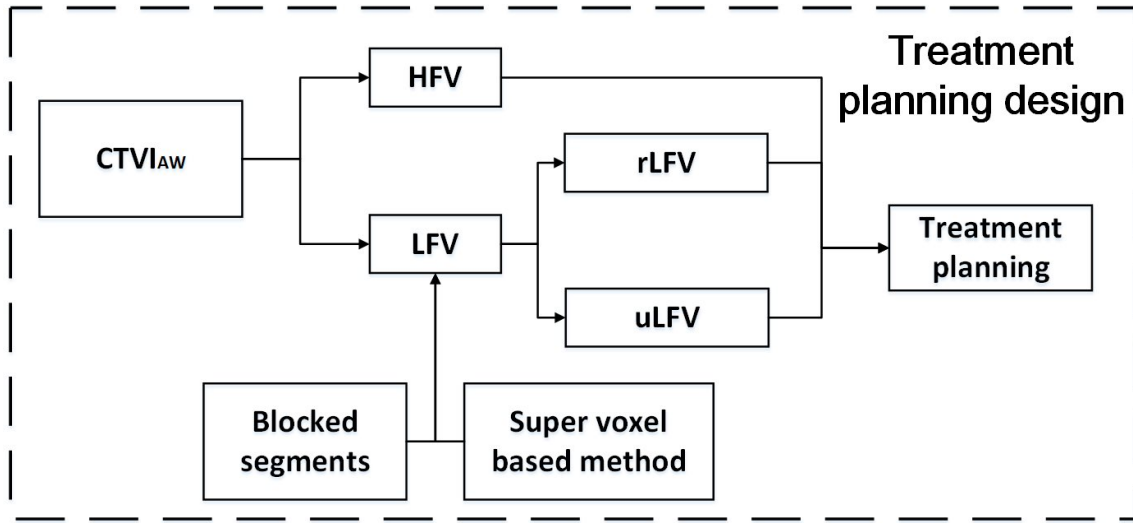 Treatment
planning design
HFV
CTVIAW
rLFV
LFV
Treatment
planning
uLFV
Blocked
segments
Super voxel
based method